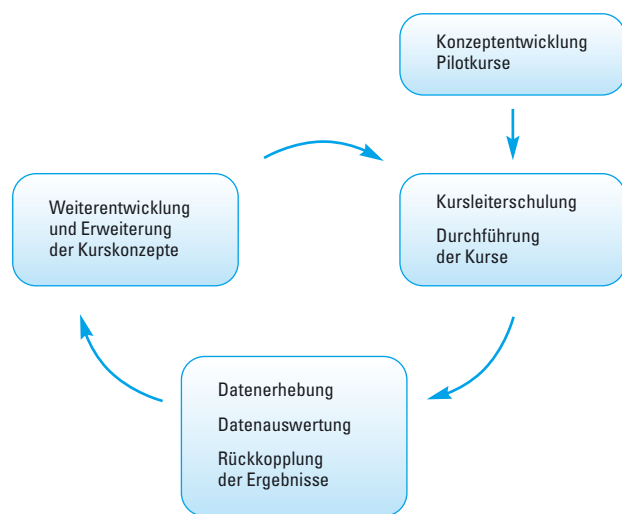 Konzeptentwicklung
Pilotkurse
Kursleiterschulung
Durchführung
der Kurse
Datenerhebung
Datenauswertung
Rückkopplung
der Ergebnisse
Weiterentwicklung
und Erweiterung
der Kurskonzepte